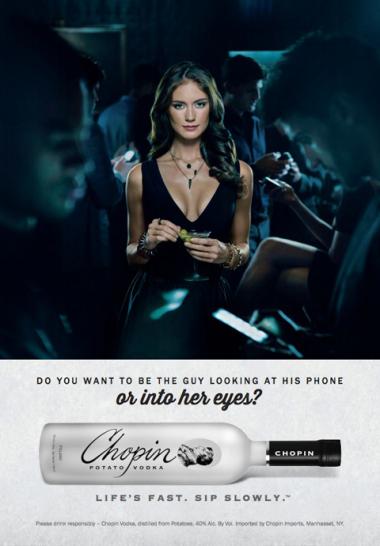 DO YOU WANT TO BE THE GUY LOOKING AT HIS PHONE
or into her eyes?
Chopin
POTATO VODKA
CHOPIN
LIFE'S FAST. SIP SLOWLY.™
Please drink responsibly – Chopin Vodka, distilled from Potatoes, 40% Alc. By Vol. Imported by Chopin Imports, Manhasset, NY.